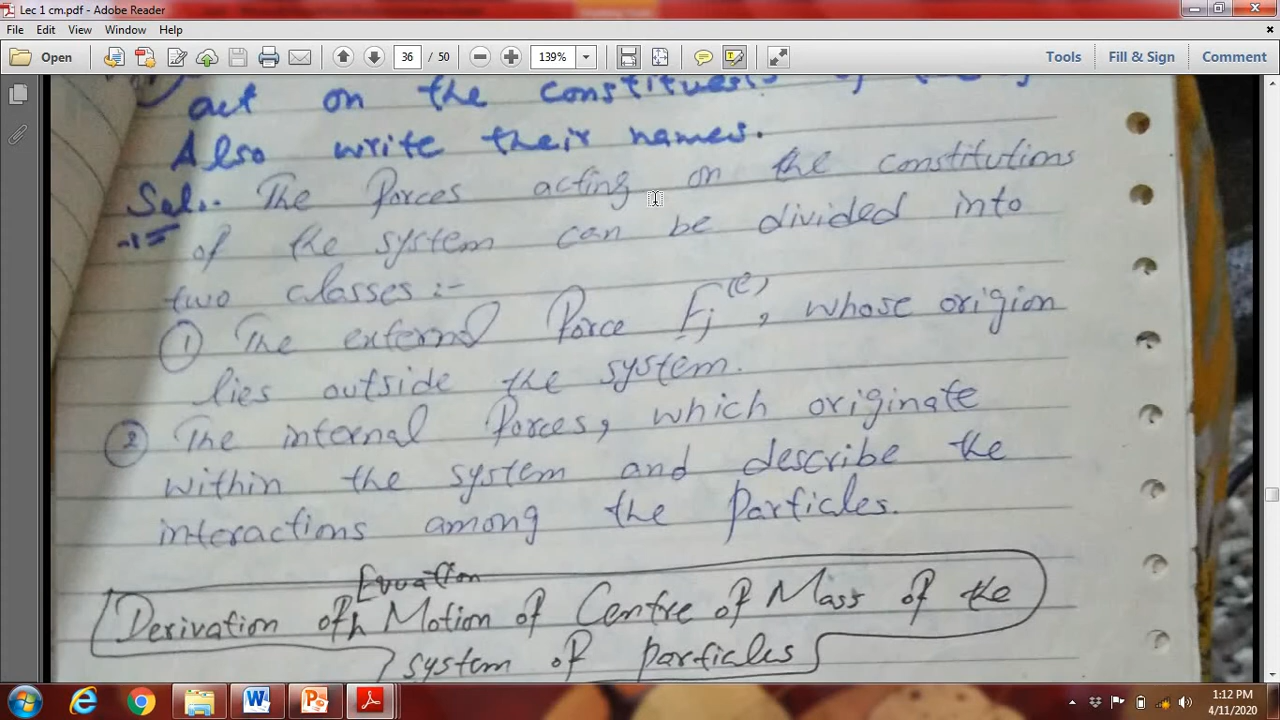 Lec 1 cm.pdf - Adobe Reader
File Edit View Window Help
Open 36 / 50 139% Tools Fill & Sign Comment
act on the
Also write their names.
Sol:- The Forces acting on the constitutions
of the system can be divided into
two classes:-
① The external Force Fj(e), whose origion
lies outside the system.
② The internal Forces, which originate
within the system and describe the
interactions among the Particles.
Derivation of Motion of Centre of Mass of the
system of particles
1:12 PM
4/11/2020